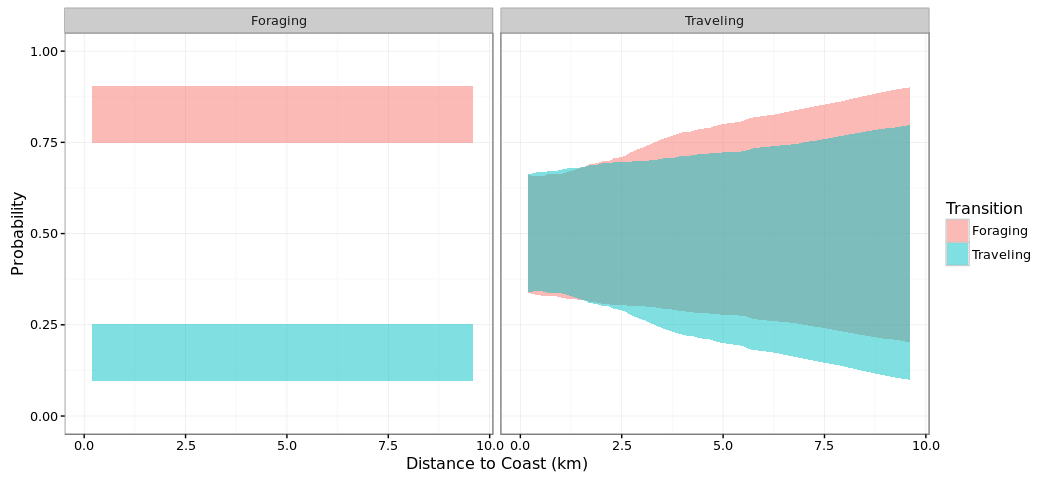 Foraging
Traveling
1.00
0.75
0.50
0.25
0.00
Probability
0.0 2.5 5.0 7.5 10.0
0.0 2.5 5.0 7.5 10.0
Distance to Coast (km)
Transition
Foraging
Traveling